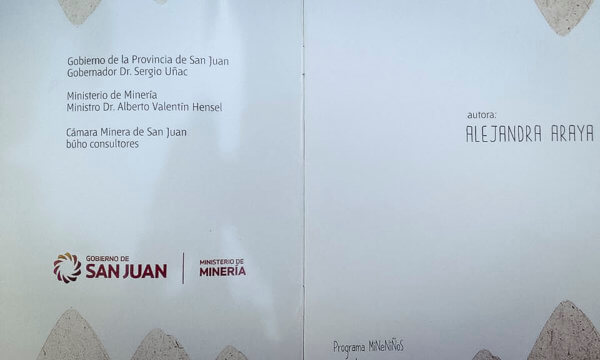 Gobierno de la Provincia de San Juan
Gobernador Dr. Sergio Uñac
Ministerio de Minería
Ministro Dr. Alberto Valentín Hensel
Cámara Minera de San Juan
búho consultores
GOBIERNO DE
SAN JUAN
MINISTERIO DE
MINERÍA
autora:
ALEJANDRA ARAYA
Programa MiNeNiÑoS